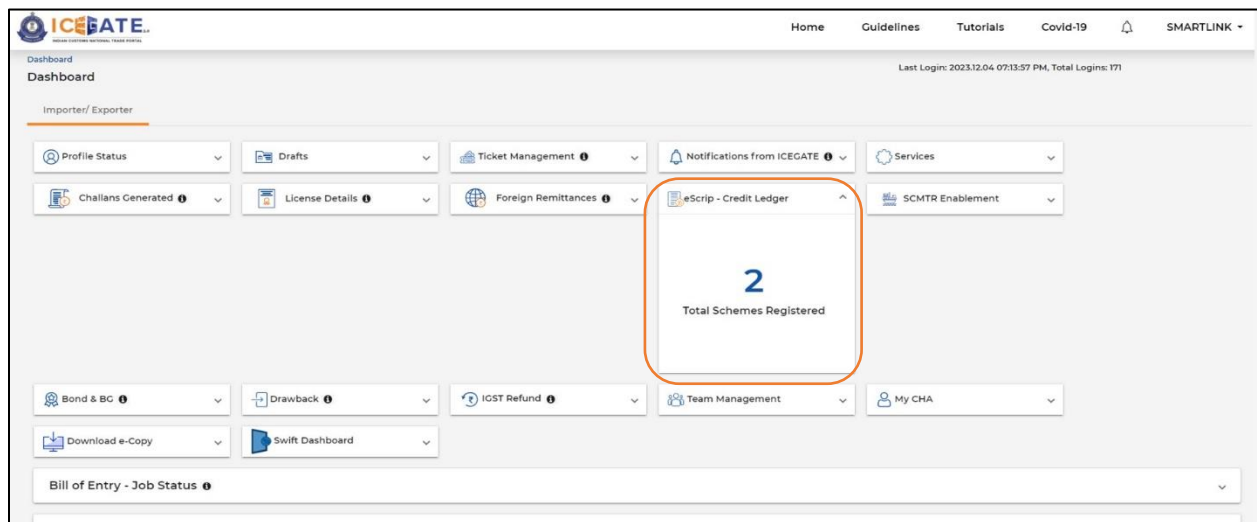 ICEGATE
INDIAN CUSTOMS NATIONAL TRADE PORTAL
Home Guidelines Tutorials Covid-19 SMARTLINK
Dashboard
Last Login: 2023.12.04 07:13:57 PM, Total Logins: 171
Dashboard
Importer/ Exporter
Profile Status Drafts Ticket Management Notifications from ICEGATE Services
Challans Generated License Details Foreign Remittances eScrip - Credit Ledger SCMTR Enablement
2
Total Schemes Registered
Bond & BG Drawback IGST Refund Team Management My CHA
Download e-Copy Swift Dashboard
Bill of Entry - Job Status